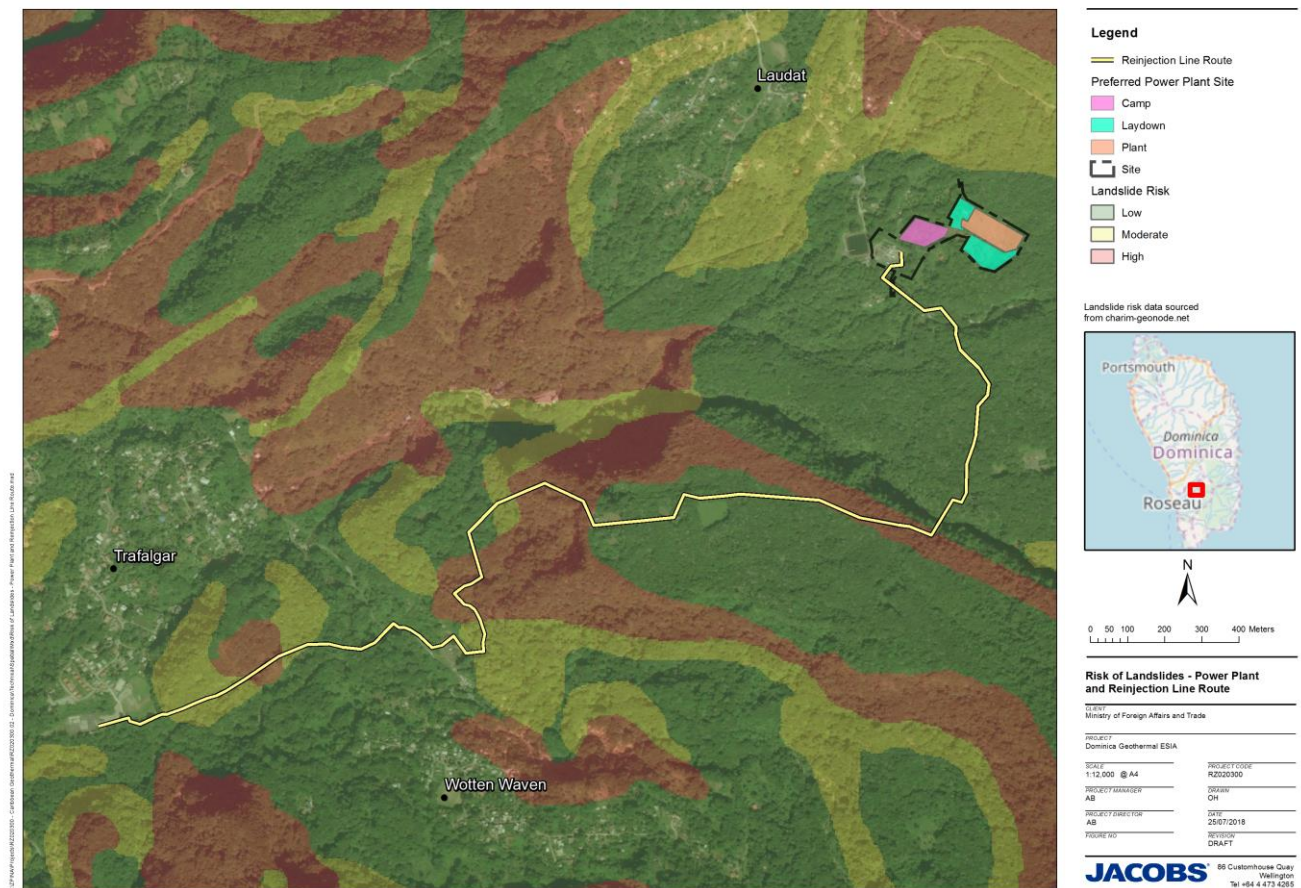 Laudat
Trafalgar
Wotten Waven
Legend
Reinjection Line Route
Preferred Power Plant Site
Camp
Laydown
Plant
Site
Landslide Risk
Low
Moderate
High
Landslide risk data sourced
from charim-geonode.net
Portsmouth
Dominica
Dominica
Roseau
N
0 50 100 200 300 400 Meters
Risk of Landslides - Power Plant
and Reinjection Line Route
CLIENT
Ministry of Foreign Affairs and Trade
PROJECT
Dominica Geothermal ESIA
SCALE PROJECT CODE
1:12,000 @ A4 RZ020300
PROJECT MANAGER DRAWN
AB OH
PROJECT DIRECTOR DATE
AB 25/07/2018
FIGURE NO REVISION
DRAFT
JACOBS
86 Customhouse Quay
Wellington
Tel +64 4 473 4265